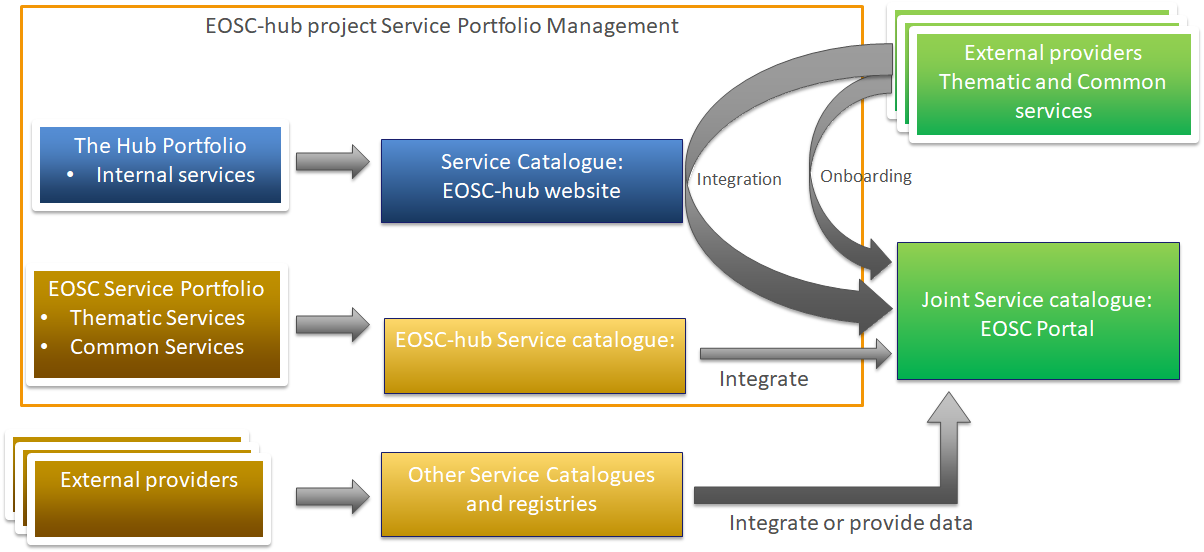 EOSC-hub project Service Portfolio Management
External providers
Thematic and Common
services
The Hub Portfolio
• Internal services
Service Catalogue:
EOSC-hub website
Integration
Onboarding
EOSC Service Portfolio
• Thematic Services
• Common Services
EOSC-hub Service catalogue:
Integrate
Joint Service catalogue:
EOSC Portal
External providers
Other Service Catalogues
and registries
Integrate or provide data